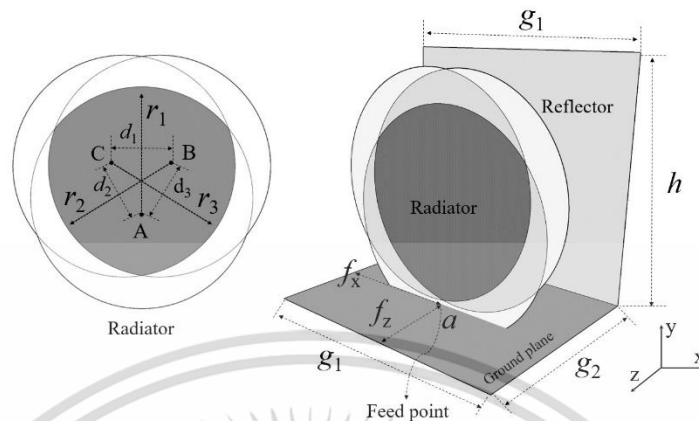 r1
d1
C
B
d2
d3
r2
r3
A
Radiator
g1
Reflector
h
Radiator
fx
fz
a
g1
Ground plane
g2
Feed point
y
x
z